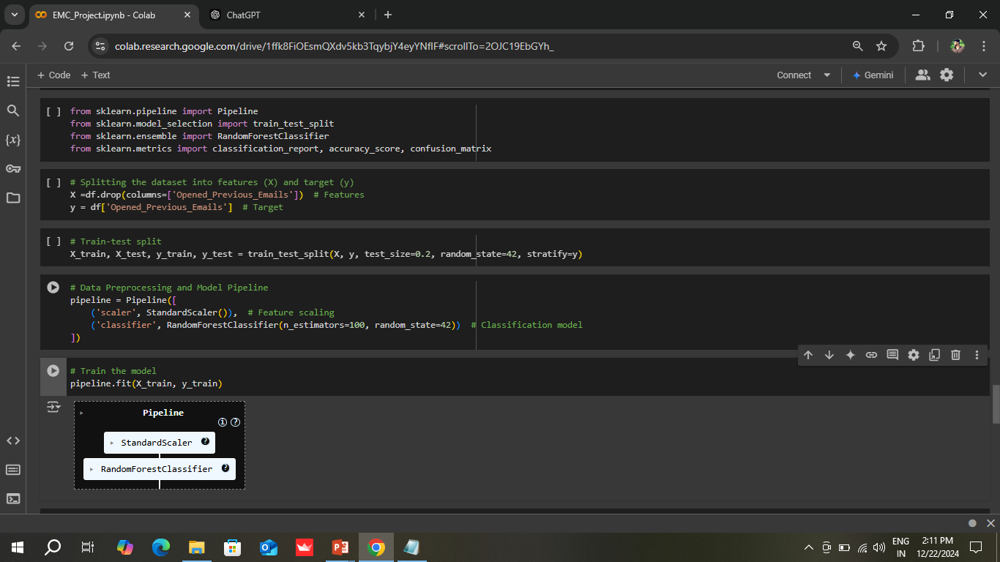 EMC_Project.ipynb - Colab
ChatGPT
colab.research.google.com/drive/1ffk8FiOEsmQXdv5kb3TqybjY4eyYNfIF#scrollTo=2OJC19EbGYh_
+ Code + Text
Connect
Gemini
[ ] from sklearn.pipeline import Pipeline
from sklearn.model_selection import train_test_split
from sklearn.ensemble import RandomForestClassifier
from sklearn.metrics import classification_report, accuracy_score, confusion_matrix
[ ] # Splitting the dataset into features (X) and target (y)
X =df.drop(columns=['Opened_Previous_Emails'])  # Features
y = df['Opened_Previous_Emails']  # Target
[ ] # Train-test split
X_train, X_test, y_train, y_test = train_test_split(X, y, test_size=0.2, random_state=42, stratify=y)
# Data Preprocessing and Model Pipeline
pipeline = Pipeline([
    ('scaler', StandardScaler()),  # Feature scaling
    ('classifier', RandomForestClassifier(n_estimators=100, random_state=42))  # Classification model
])
# Train the model
pipeline.fit(X_train, y_train)
Pipeline
i ?
StandardScaler ?
RandomForestClassifier ?
ENG
IN
2:11 PM
12/22/2024